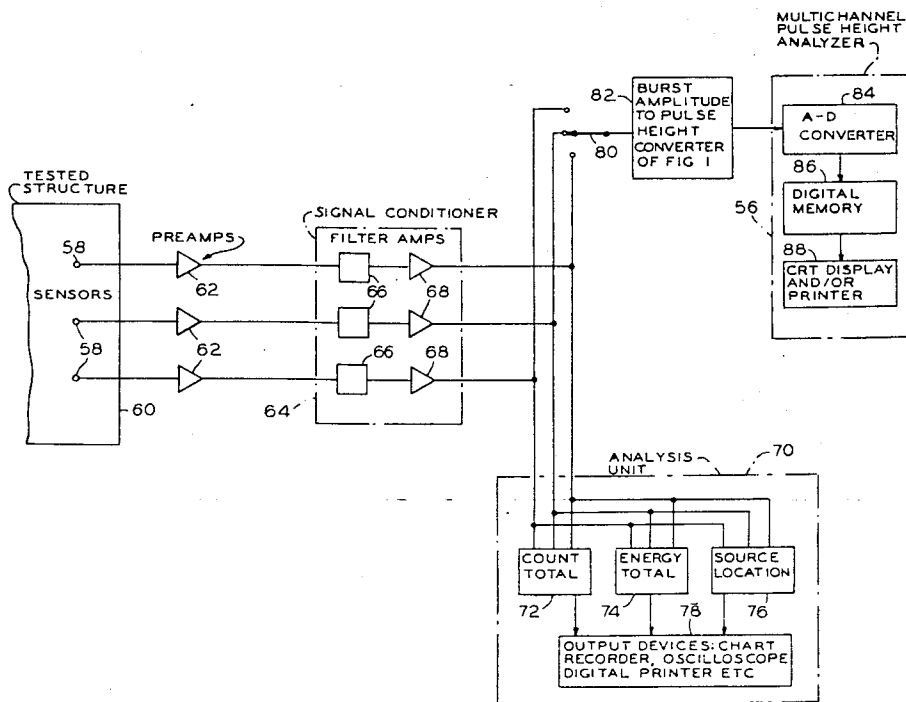 MULTICHANNEL
PULSE HEIGHT
ANALYZER
82
BURST
AMPLITUDE
TO PULSE
HEIGHT
CONVERTER
OF FIG 1
80
84
A-D
CONVERTER
86
DIGITAL
MEMORY
56
88
CRT DISPLAY
AND/OR
PRINTER
TESTED
STRUCTURE
SIGNAL CONDITIONER
PREAMPS
FILTER AMPS
58
SENSORS
62
66
68
58
62
66
68
58
62
66
68
60
64
ANALYSIS
UNIT
70
COUNT
TOTAL
ENERGY
TOTAL
SOURCE
LOCATION
72
74
78
76
OUTPUT DEVICES: CHART
RECORDER, OSCILLOSCOPE
DIGITAL PRINTER ETC